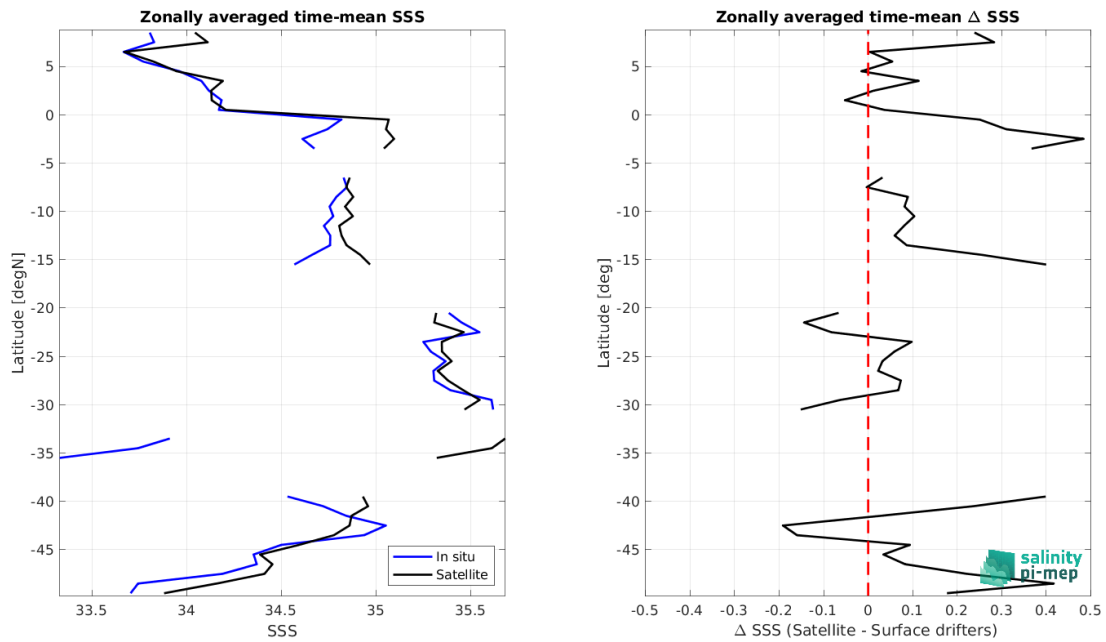 Zonally averaged time-mean SSS
5
0
-5
-10
-15
-20
-25
-30
-35
-40
-45
Latitude [degN]
33.5 34 34.5 35 35.5
SSS
In situ
Satellite
Zonally averaged time-mean Δ SSS
5
0
-5
-10
-15
-20
-25
-30
-35
-40
-45
Latitude [deg]
-0.5 -0.4 -0.3 -0.2 -0.1 0 0.1 0.2 0.3 0.4 0.5
Δ SSS (Satellite - Surface drifters)
salinity
pi-mep